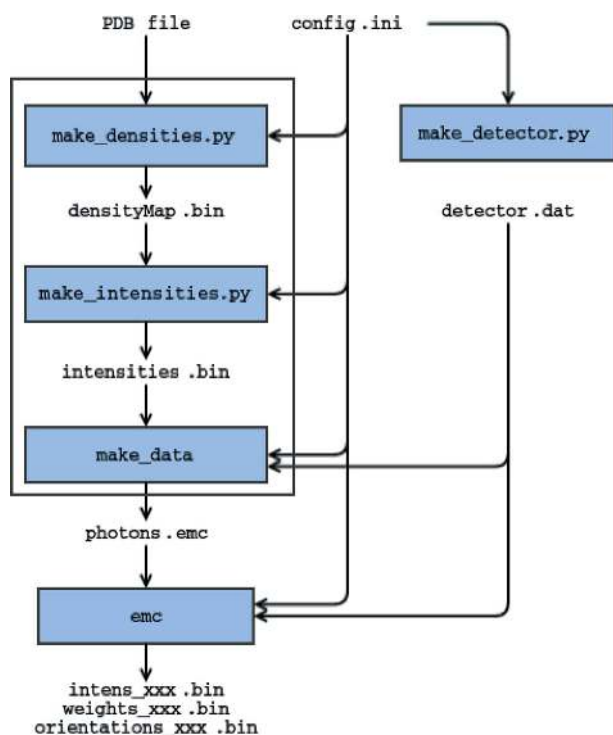 PDB file
config.ini
make_densities.py
make_detector.py
densityMap.bin
detector.dat
make_intensities.py
intensities.bin
make_data
photons.emc
emc
intens_xxx.bin
weights_xxx.bin
orientations_xxx.bin